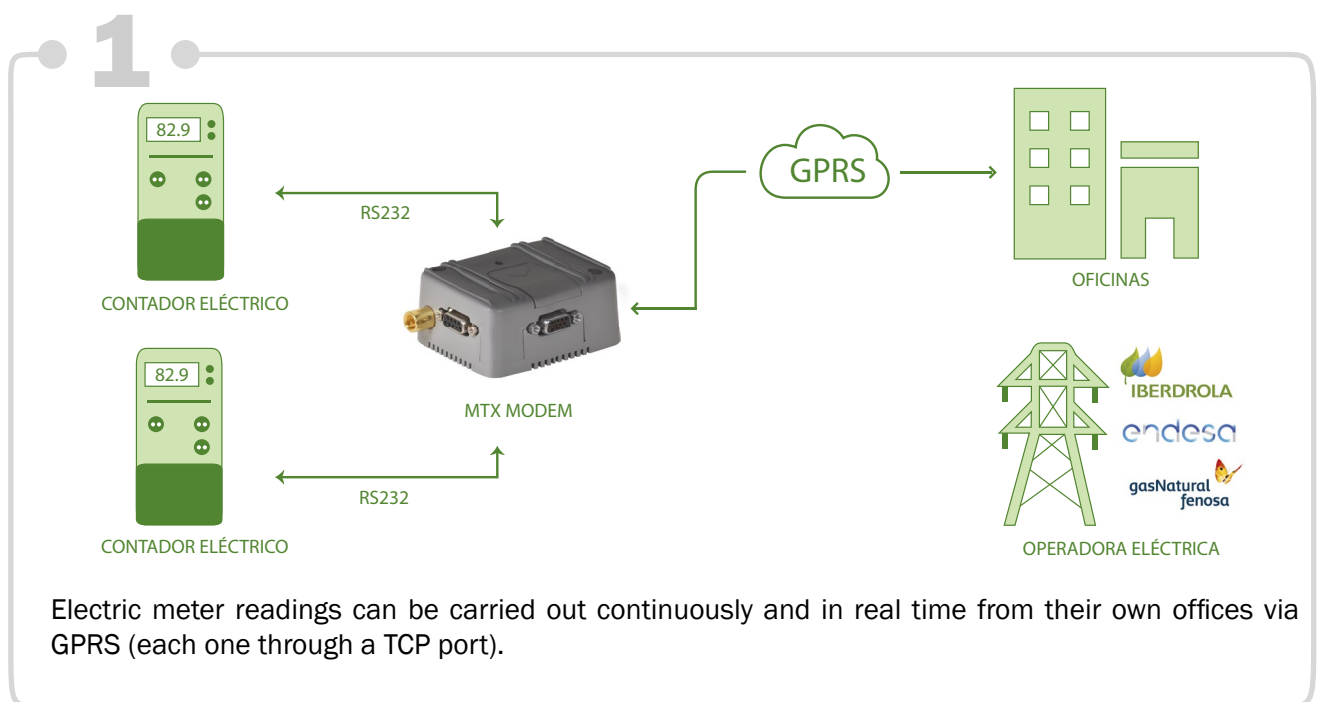 1
82.9
RS232
GPRS
OFICINAS
CONTADOR ELÉCTRICO
82.9
MTX MODEM
IBERDROLA
endesa
gasNatural
fenosa
RS232
CONTADOR ELÉCTRICO
OPERADORA ELÉCTRICA
Electric meter readings can be carried out continuously and in real time from their own offices via
GPRS (each one through a TCP port).